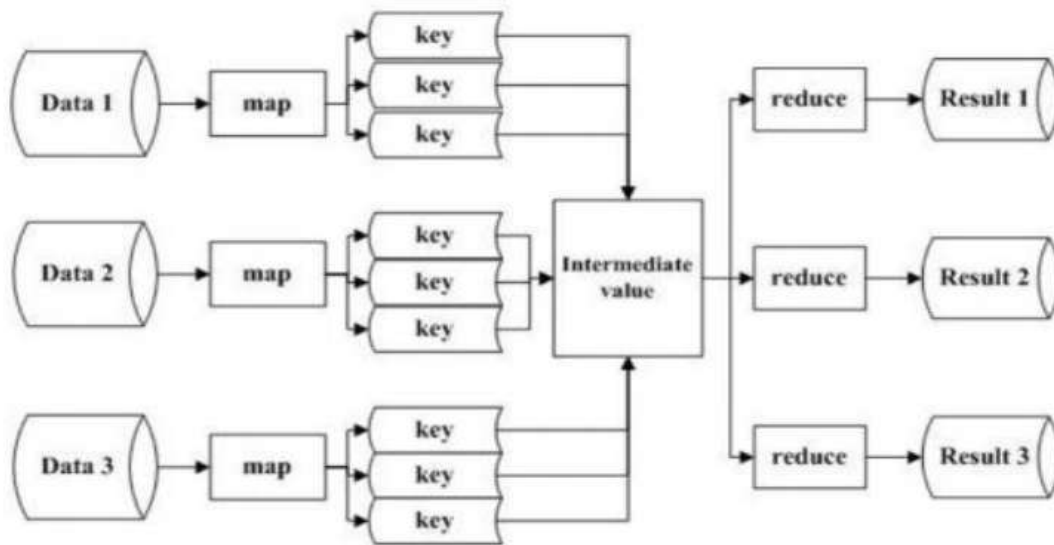 Data 1
map
key
key
key
Data 2
map
key
key
key
Data 3
map
key
key
key
Intermediate
value
reduce
Result 1
reduce
Result 2
reduce
Result 3